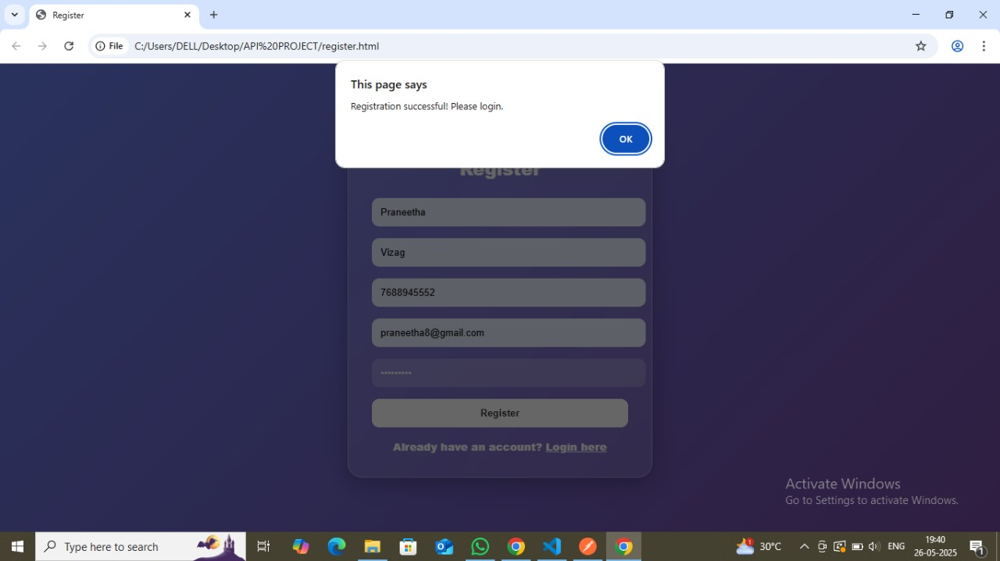 Register
File
C:/Users/DELL/Desktop/API%20PROJECT/register.html
This page says
Registration successful! Please login.
OK
Register
Praneetha
Vizag
7688945552
praneetha8@gmail.com
Register
Already have an account? Login here
Activate Windows
Go to Settings to activate Windows.
Type here to search
1
30°C
ENG
19:40
26-05-2025
1